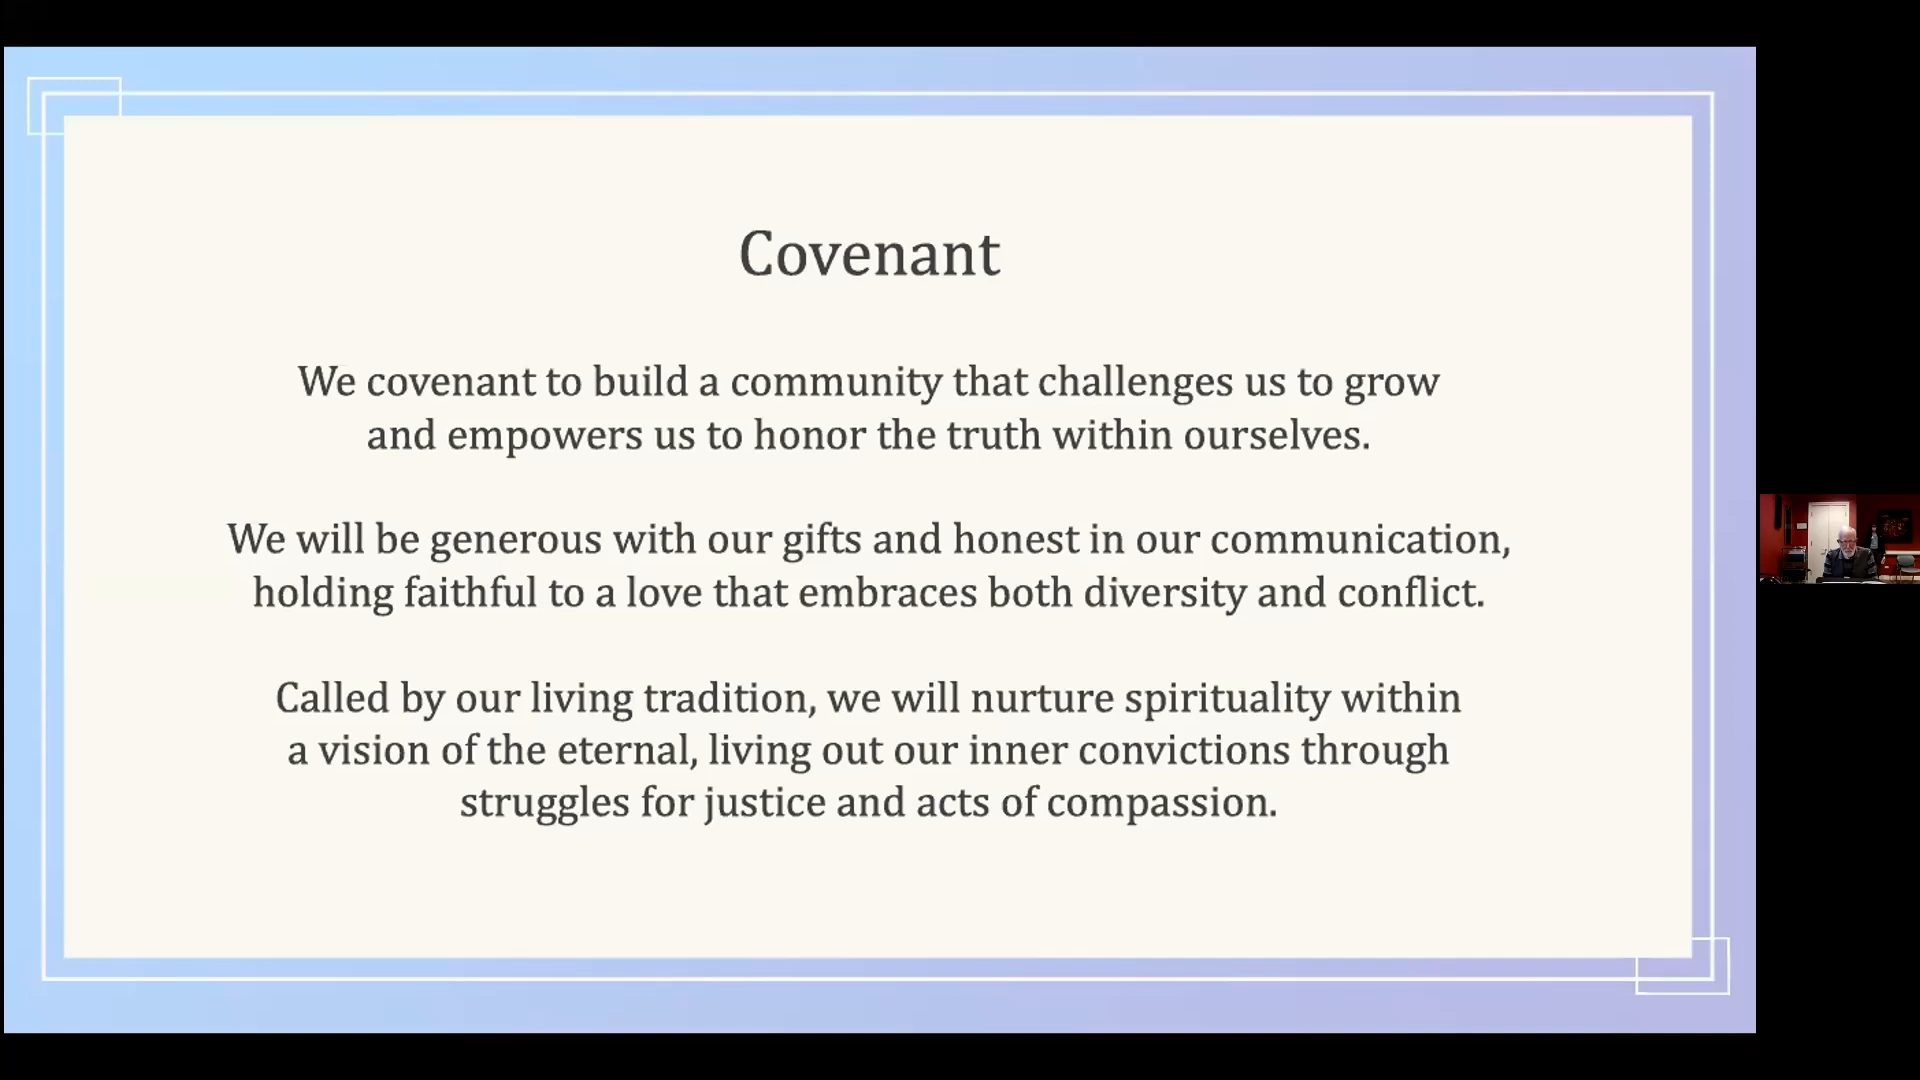 Covenant
We covenant to build a community that challenges us to grow
and empowers us to honor the truth within ourselves.
We will be generous with our gifts and honest in our communication,
holding faithful to a love that embraces both diversity and conflict.
Called by our living tradition, we will nurture spirituality within
a vision of the eternal, living out our inner convictions through
struggles for justice and acts of compassion.